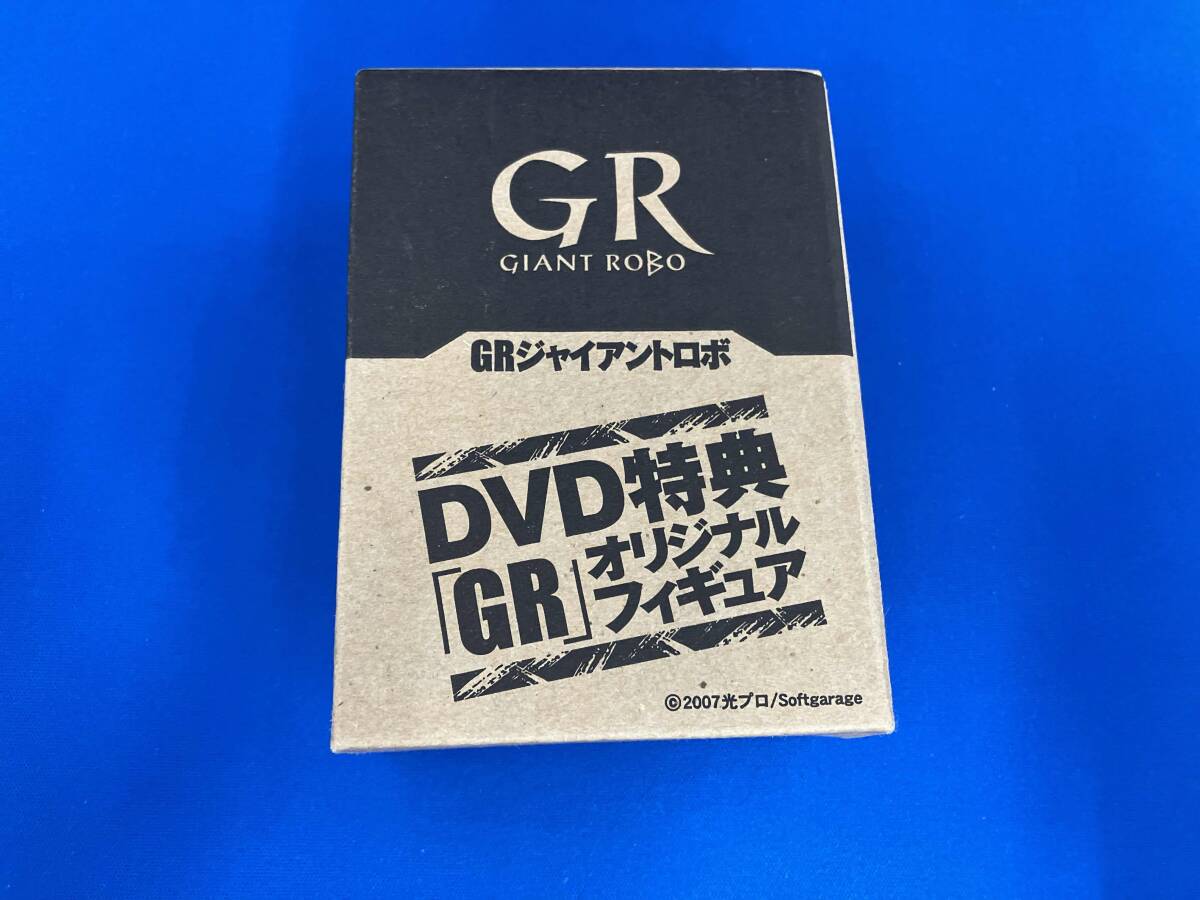 GR
GIANT ROBO
GRジャイアントロボ
DVD特典
「GR」オリジナル
フィギュア
©2007光プロ/Softgarage